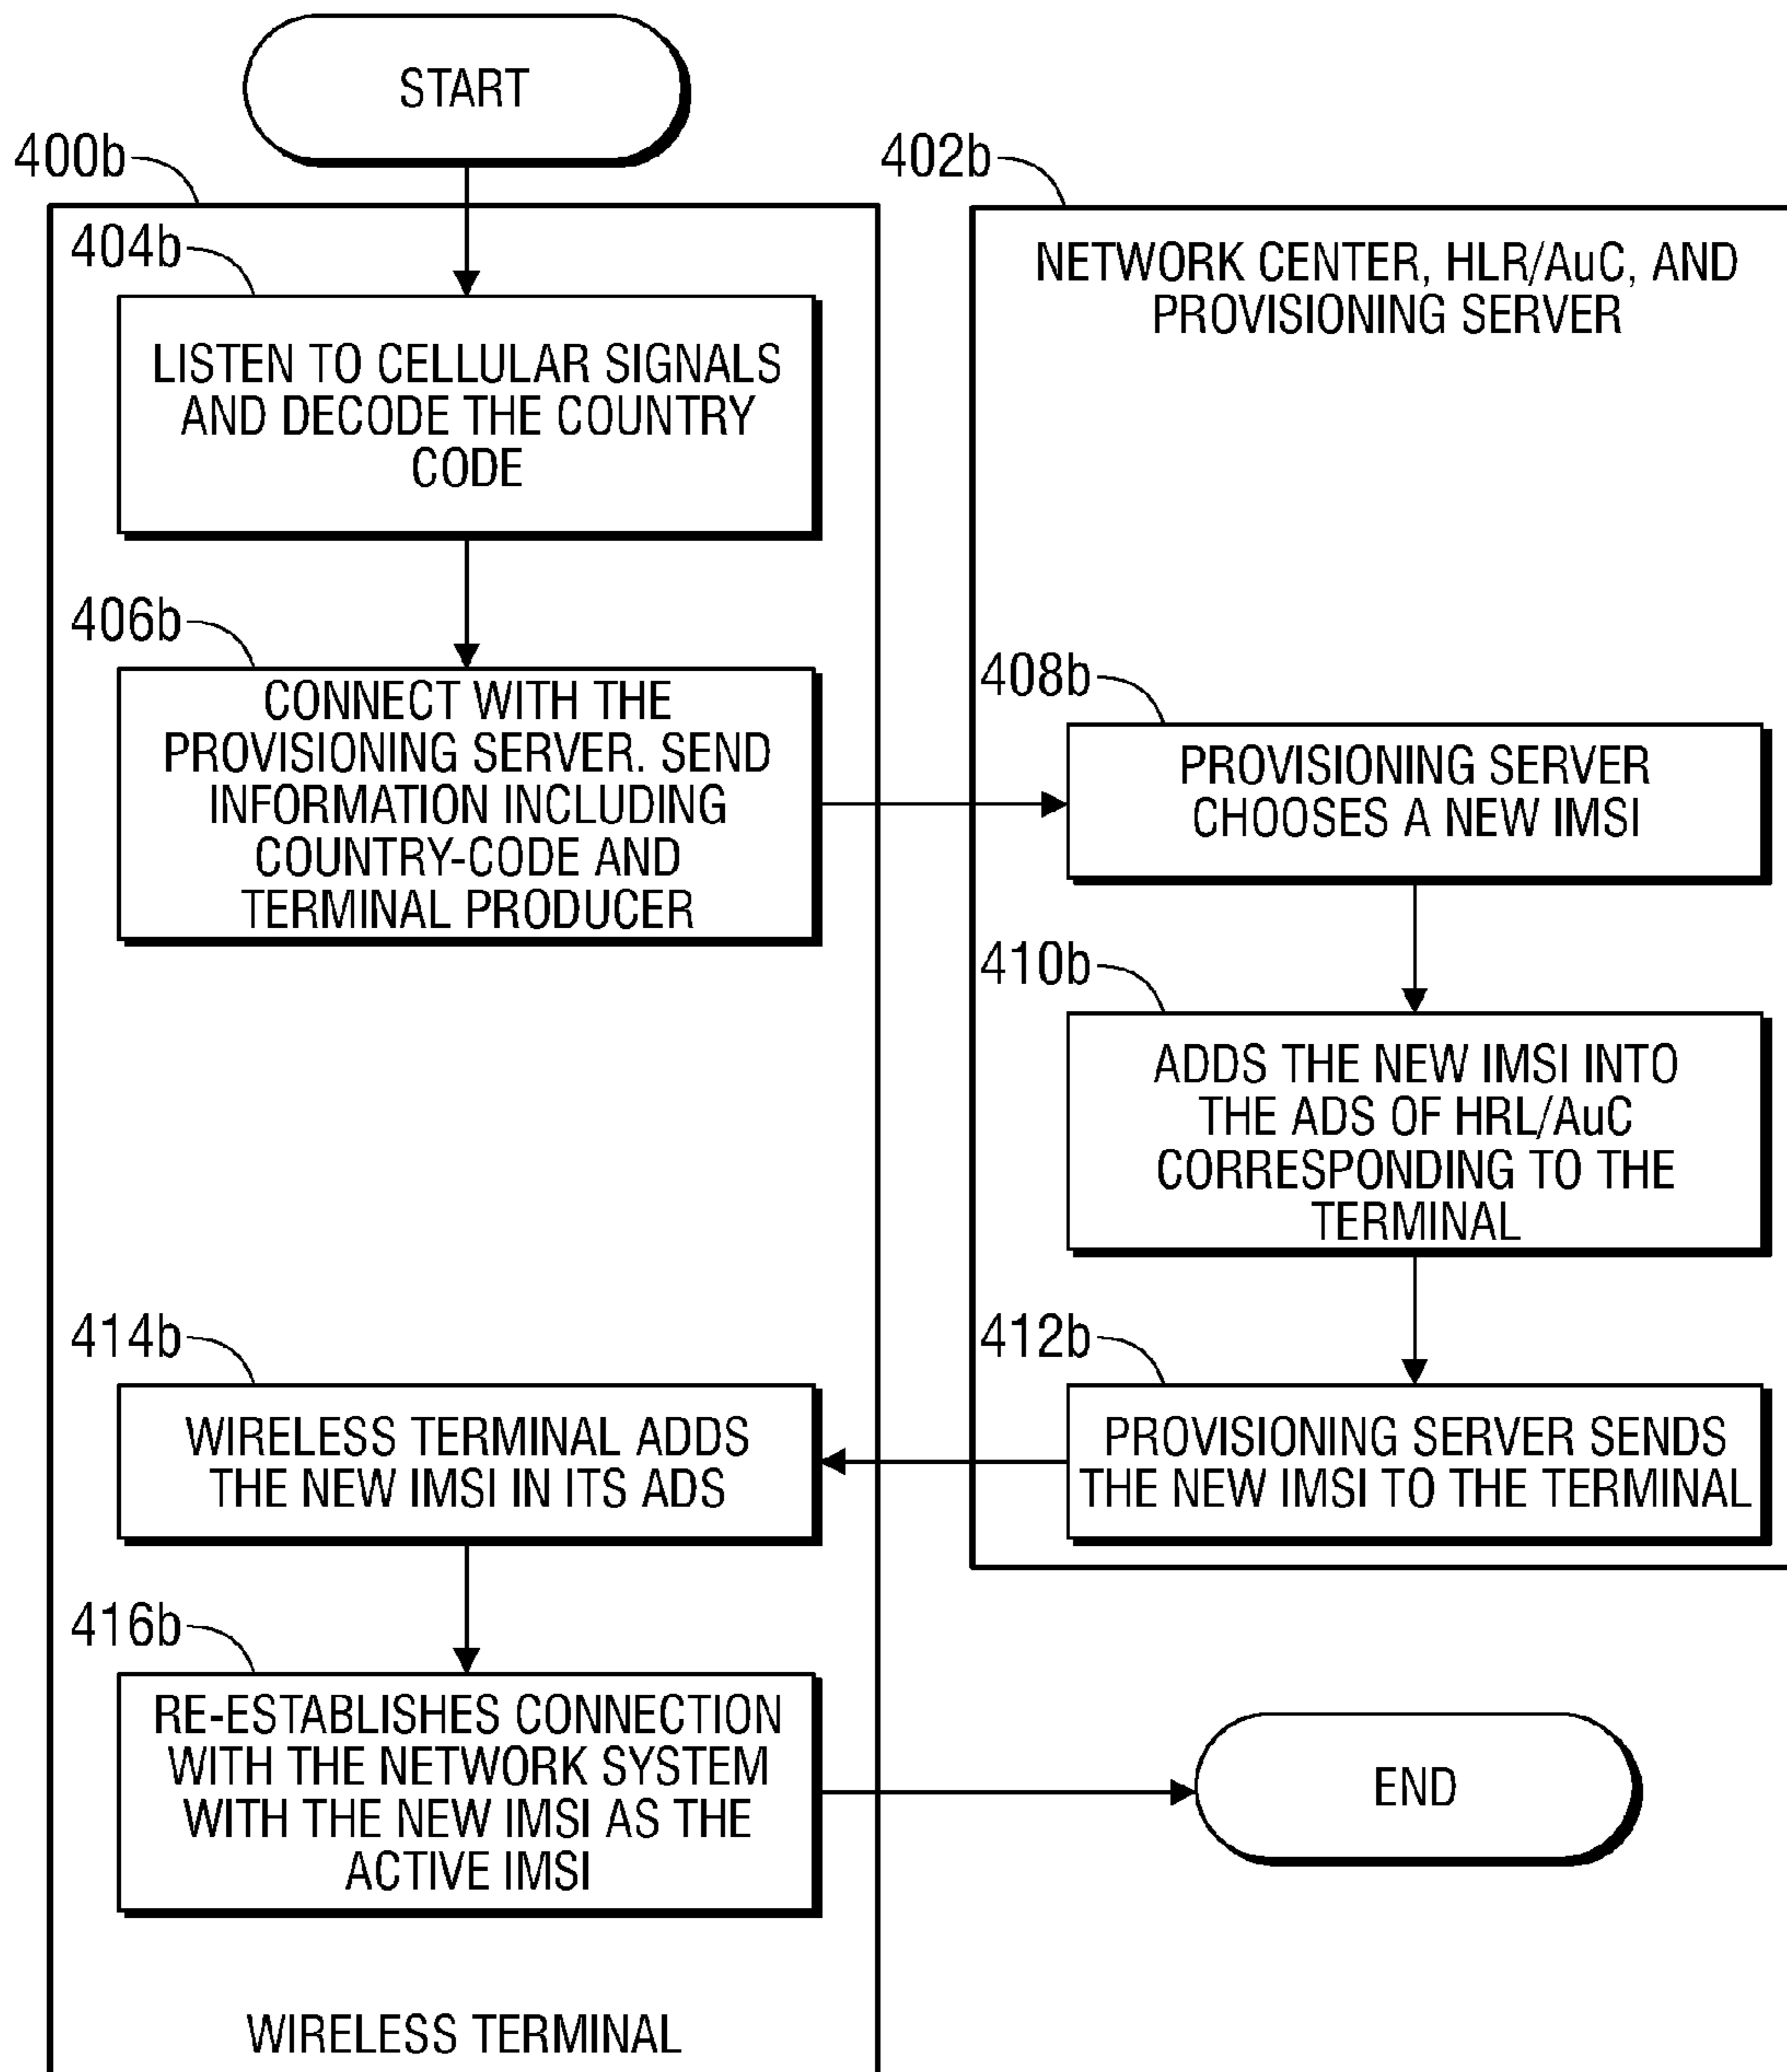 START
400b
402b
404b
NETWORK CENTER, HLR/AuC, AND
PROVISIONING SERVER
LISTEN TO CELLULAR SIGNALS
AND DECODE THE COUNTRY
CODE
406b
CONNECT WITH THE
PROVISIONING SERVER. SEND
INFORMATION INCLUDING
COUNTRY-CODE AND
TERMINAL PRODUCER
408b
PROVISIONING SERVER
CHOOSES A NEW IMSI
410b
ADDS THE NEW IMSI INTO
THE ADS OF HRL/AuC
CORRESPONDING TO THE
TERMINAL
412b
PROVISIONING SERVER SENDS
THE NEW IMSI TO THE TERMINAL
414b
WIRELESS TERMINAL ADDS
THE NEW IMSI IN ITS ADS
416b
RE-ESTABLISHES CONNECTION
WITH THE NETWORK SYSTEM
WITH THE NEW IMSI AS THE
ACTIVE IMSI
END
WIRELESS TERMINAL